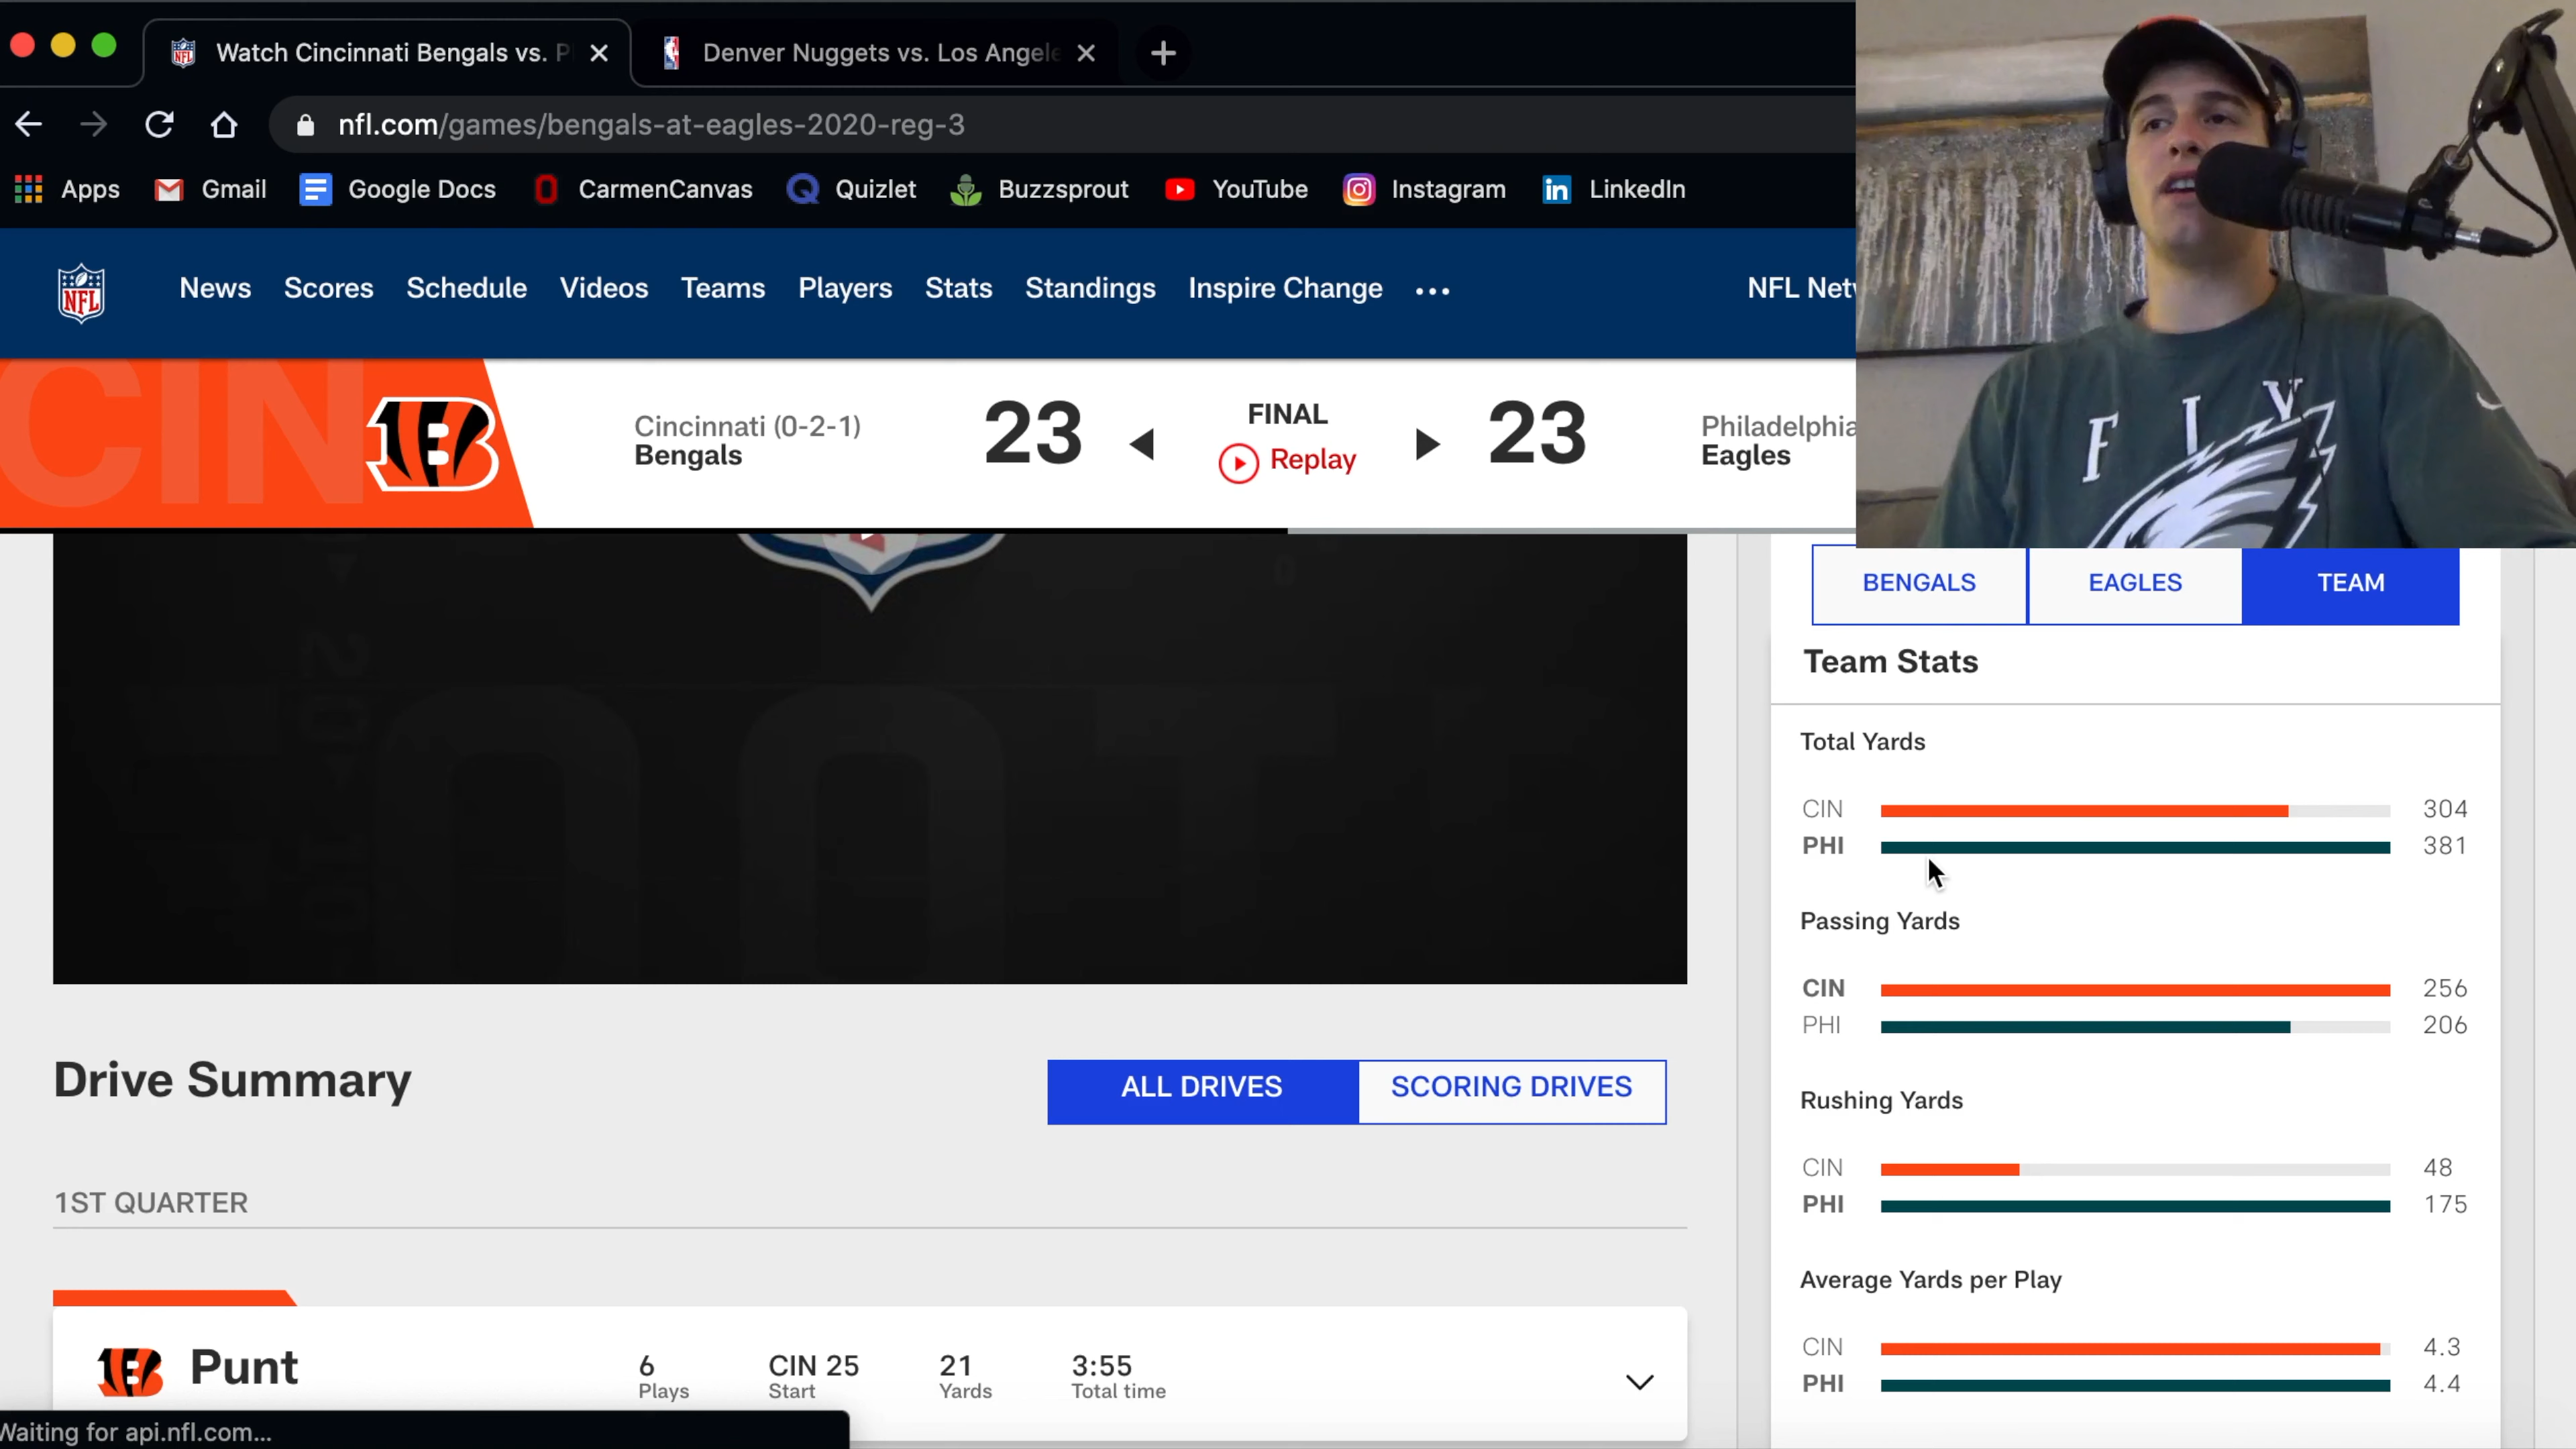 Watch Cincinnati Bengals vs. P
Denver Nuggets vs. Los Angele
nfl.com/games/bengals-at-eagles-2020-reg-3
Apps Gmail Google Docs CarmenCanvas Quizlet Buzzsprout YouTube Instagram LinkedIn
NFL News Scores Schedule Videos Teams Players Stats Standings Inspire Change ••• NFL Netw
CIN
B
Cincinnati (0-2-1)
Bengals
23
FINAL
Replay
23
Philadelphia
Eagles
FLY
BENGALS EAGLES TEAM
Team Stats
Total Yards
CIN 304
PHI 381
Passing Yards
CIN 256
PHI 206
Rushing Yards
CIN 48
PHI 175
Average Yards per Play
CIN 4.3
PHI 4.4
Drive Summary
ALL DRIVES SCORING DRIVES
1ST QUARTER
B Punt
6 CIN 25 21 3:55
Plays Start Yards Total time
Waiting for api.nfl.com...